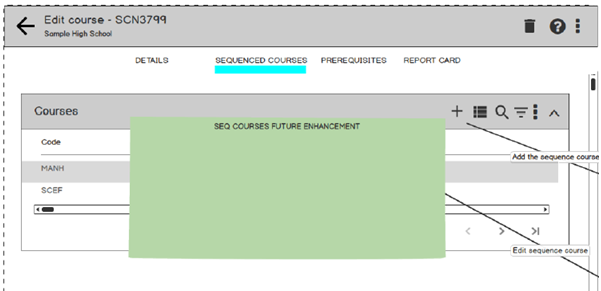 Edit course - SCN3799
Sample High School
DETAILS SEQUENCED COURSES PREREQUISITES REPORT CARD
Courses
SEQ COURSES FUTURE ENHANCEMENT
Code
Add the sequence course
MANH
SCEF
Edit sequence course